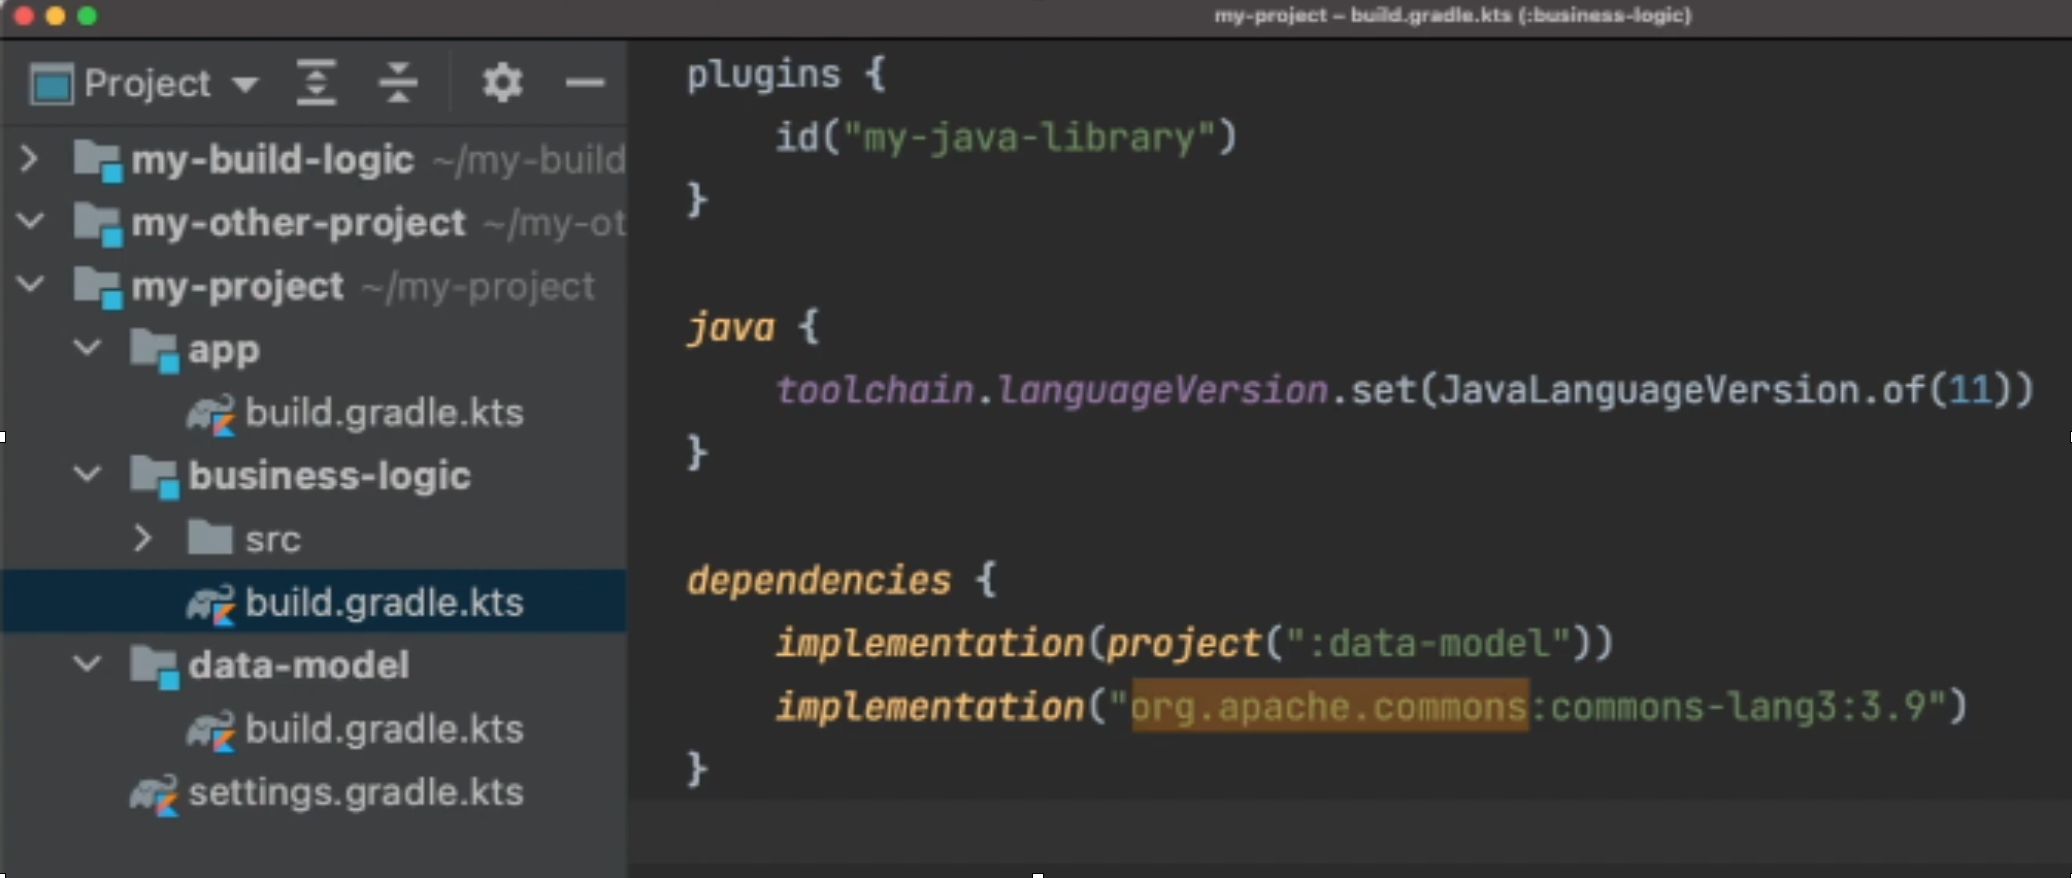 my-project – build.gradle.kts (:business-logic)
Project
my-build-logic ~/my-build
my-other-project ~/my-ot
my-project ~/my-project
app
build.gradle.kts
business-logic
src
build.gradle.kts
data-model
build.gradle.kts
settings.gradle.kts
plugins {
    id("my-java-library")
}
java {
    toolchain.languageVersion.set(JavaLanguageVersion.of(11))
}
dependencies {
    implementation(project(":data-model"))
    implementation("org.apache.commons:commons-lang3:3.9")
}